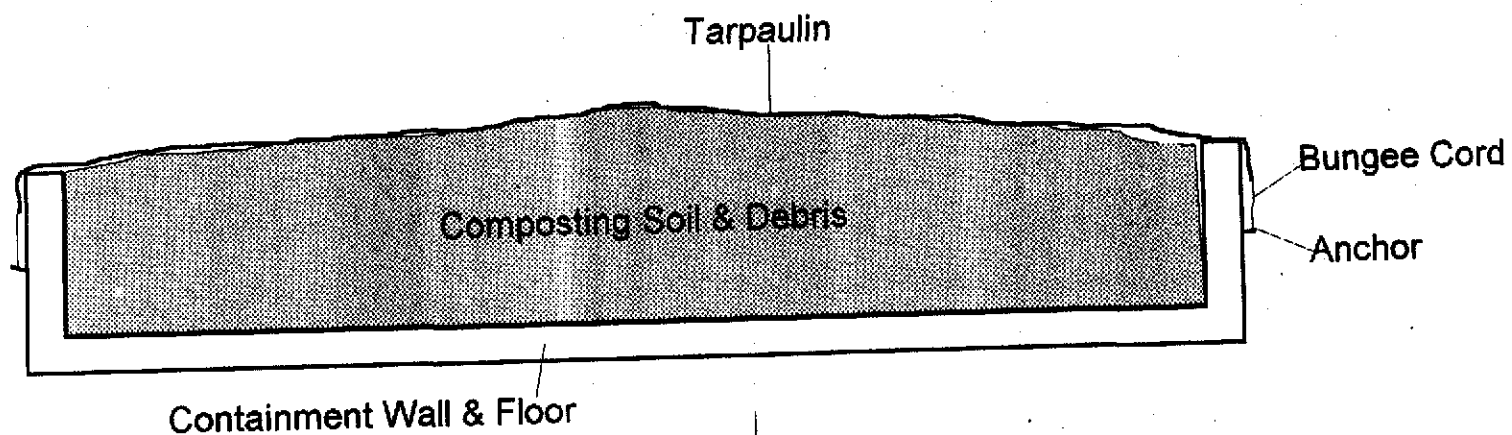 Tarpaulin
Bungee Cord
Composting Soil & Debris
Anchor
Containment Wall & Floor